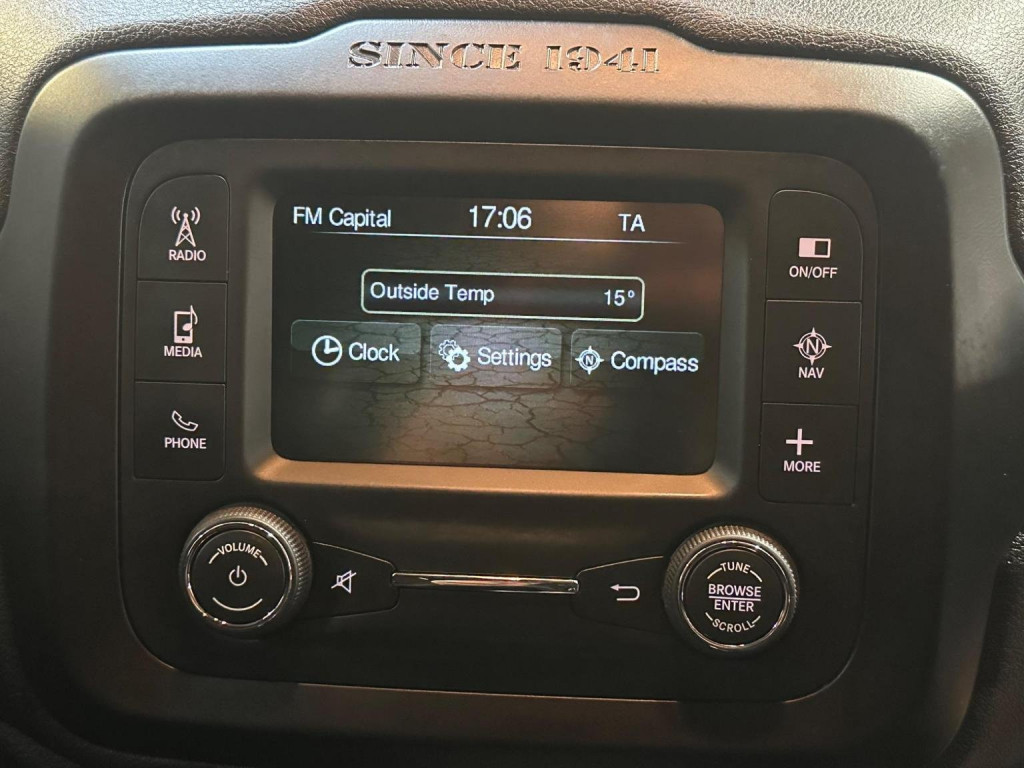 SINCE 1941
FM Capital 17:06 TA
Outside Temp 15°
Clock Settings Compass
RADIO
MEDIA
PHONE
ON/OFF
N
NAV
MORE
VOLUME
TUNE
BROWSE
ENTER
SCROLL